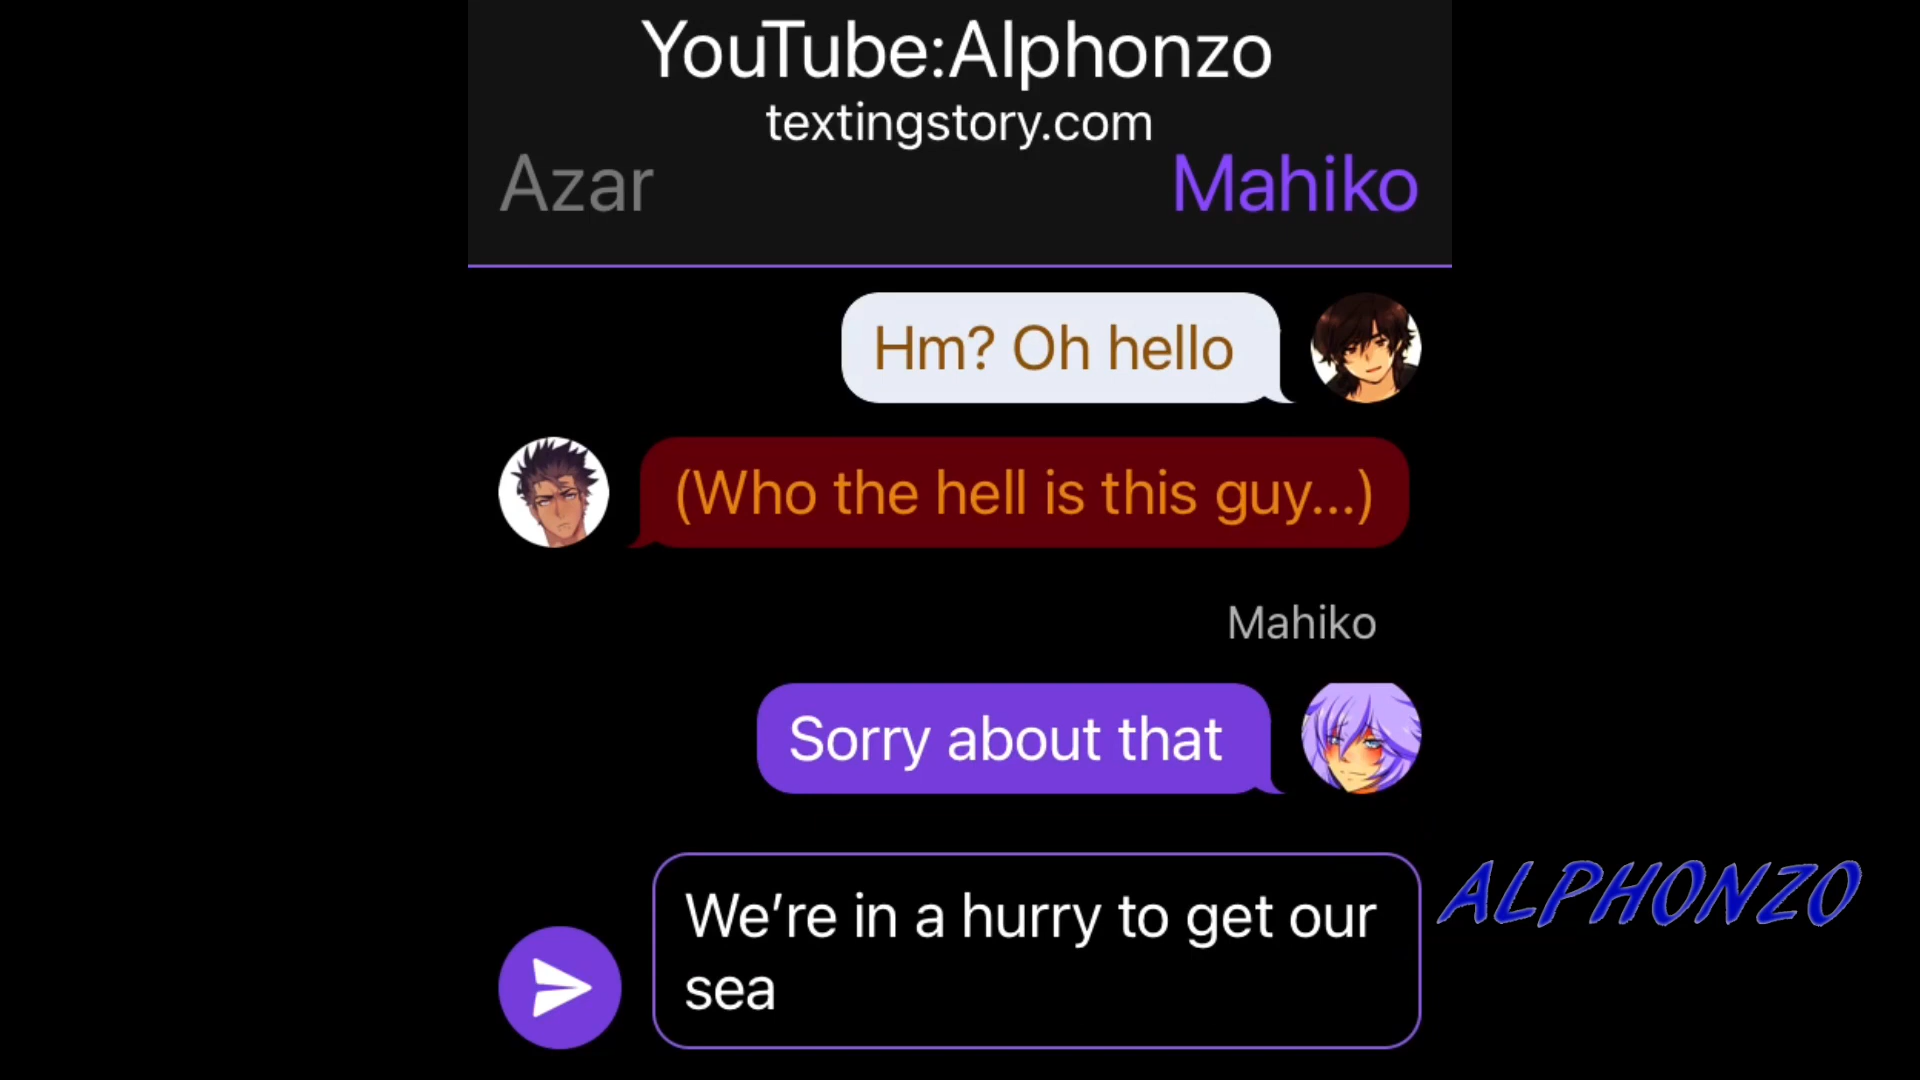 YouTube:Alphonzo
textingstory.com
Azar
Mahiko
Hm? Oh hello
(Who the hell is this guy...)
Mahiko
Sorry about that
We’re in a hurry to get our
sea
ALPHONZO